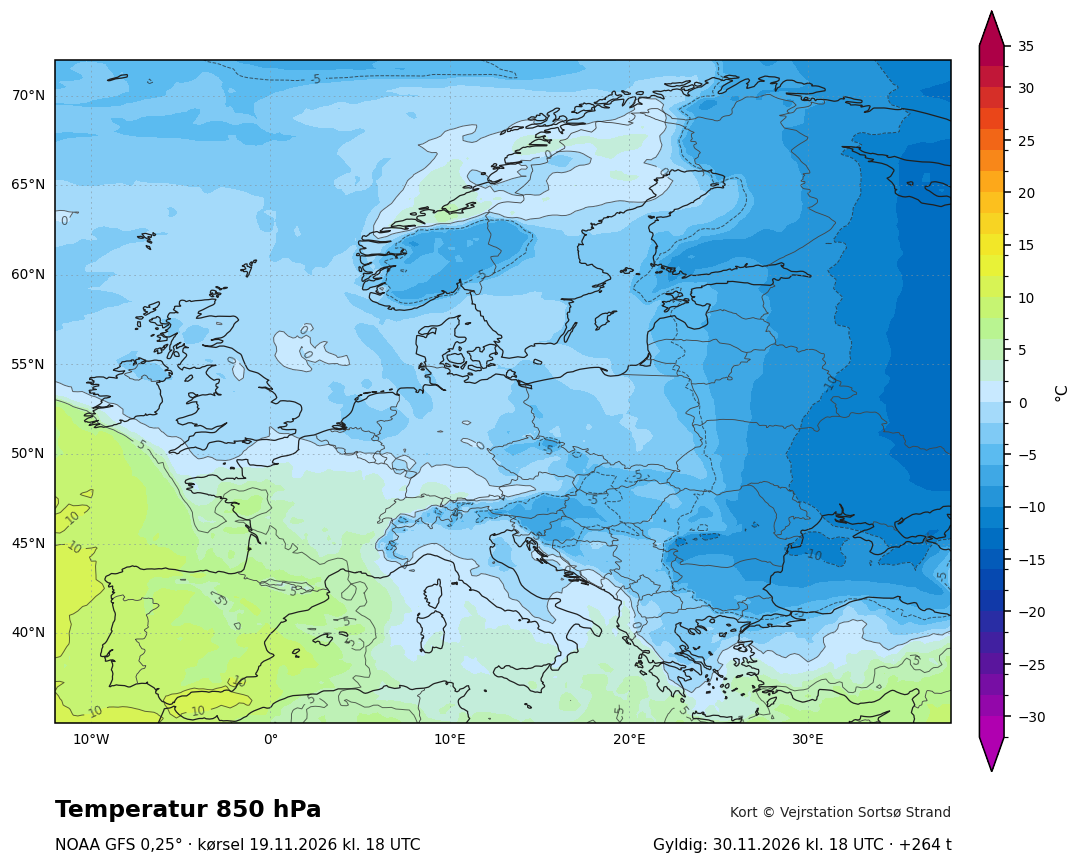 35
30
25
20
15
10
5
0
−5
−10
−15
−20
−25
−30
°C
70°N
65°N
60°N
55°N
50°N
45°N
40°N
10°W
0°
10°E
20°E
30°E
Temperatur 850 hPa
Kort © Vejrstation Sortsø Strand
NOAA GFS 0,25° · kørsel 19.11.2026 kl. 18 UTC
Gyldig: 30.11.2026 kl. 18 UTC · +264 t